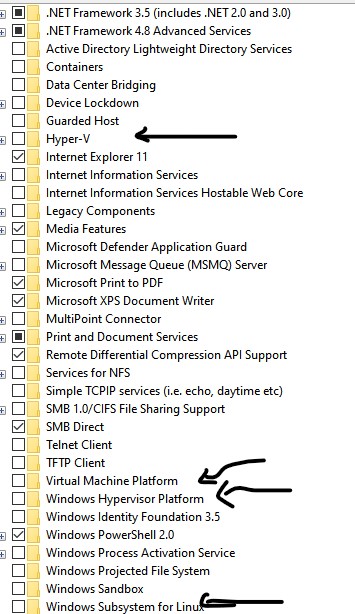 .NET Framework 3.5 (includes .NET 2.0 and 3.0)
.NET Framework 4.8 Advanced Services
Active Directory Lightweight Directory Services
Containers
Data Center Bridging
Device Lockdown
Guarded Host
Hyper-V
Internet Explorer 11
Internet Information Services
Internet Information Services Hostable Web Core
Legacy Components
Media Features
Microsoft Defender Application Guard
Microsoft Message Queue (MSMQ) Server
Microsoft Print to PDF
Microsoft XPS Document Writer
MultiPoint Connector
Print and Document Services
Remote Differential Compression API Support
Services for NFS
Simple TCPIP services (i.e. echo, daytime etc)
SMB 1.0/CIFS File Sharing Support
SMB Direct
Telnet Client
TFTP Client
Virtual Machine Platform
Windows Hypervisor Platform
Windows Identity Foundation 3.5
Windows PowerShell 2.0
Windows Process Activation Service
Windows Projected File System
Windows Sandbox
Windows Subsystem for Linux